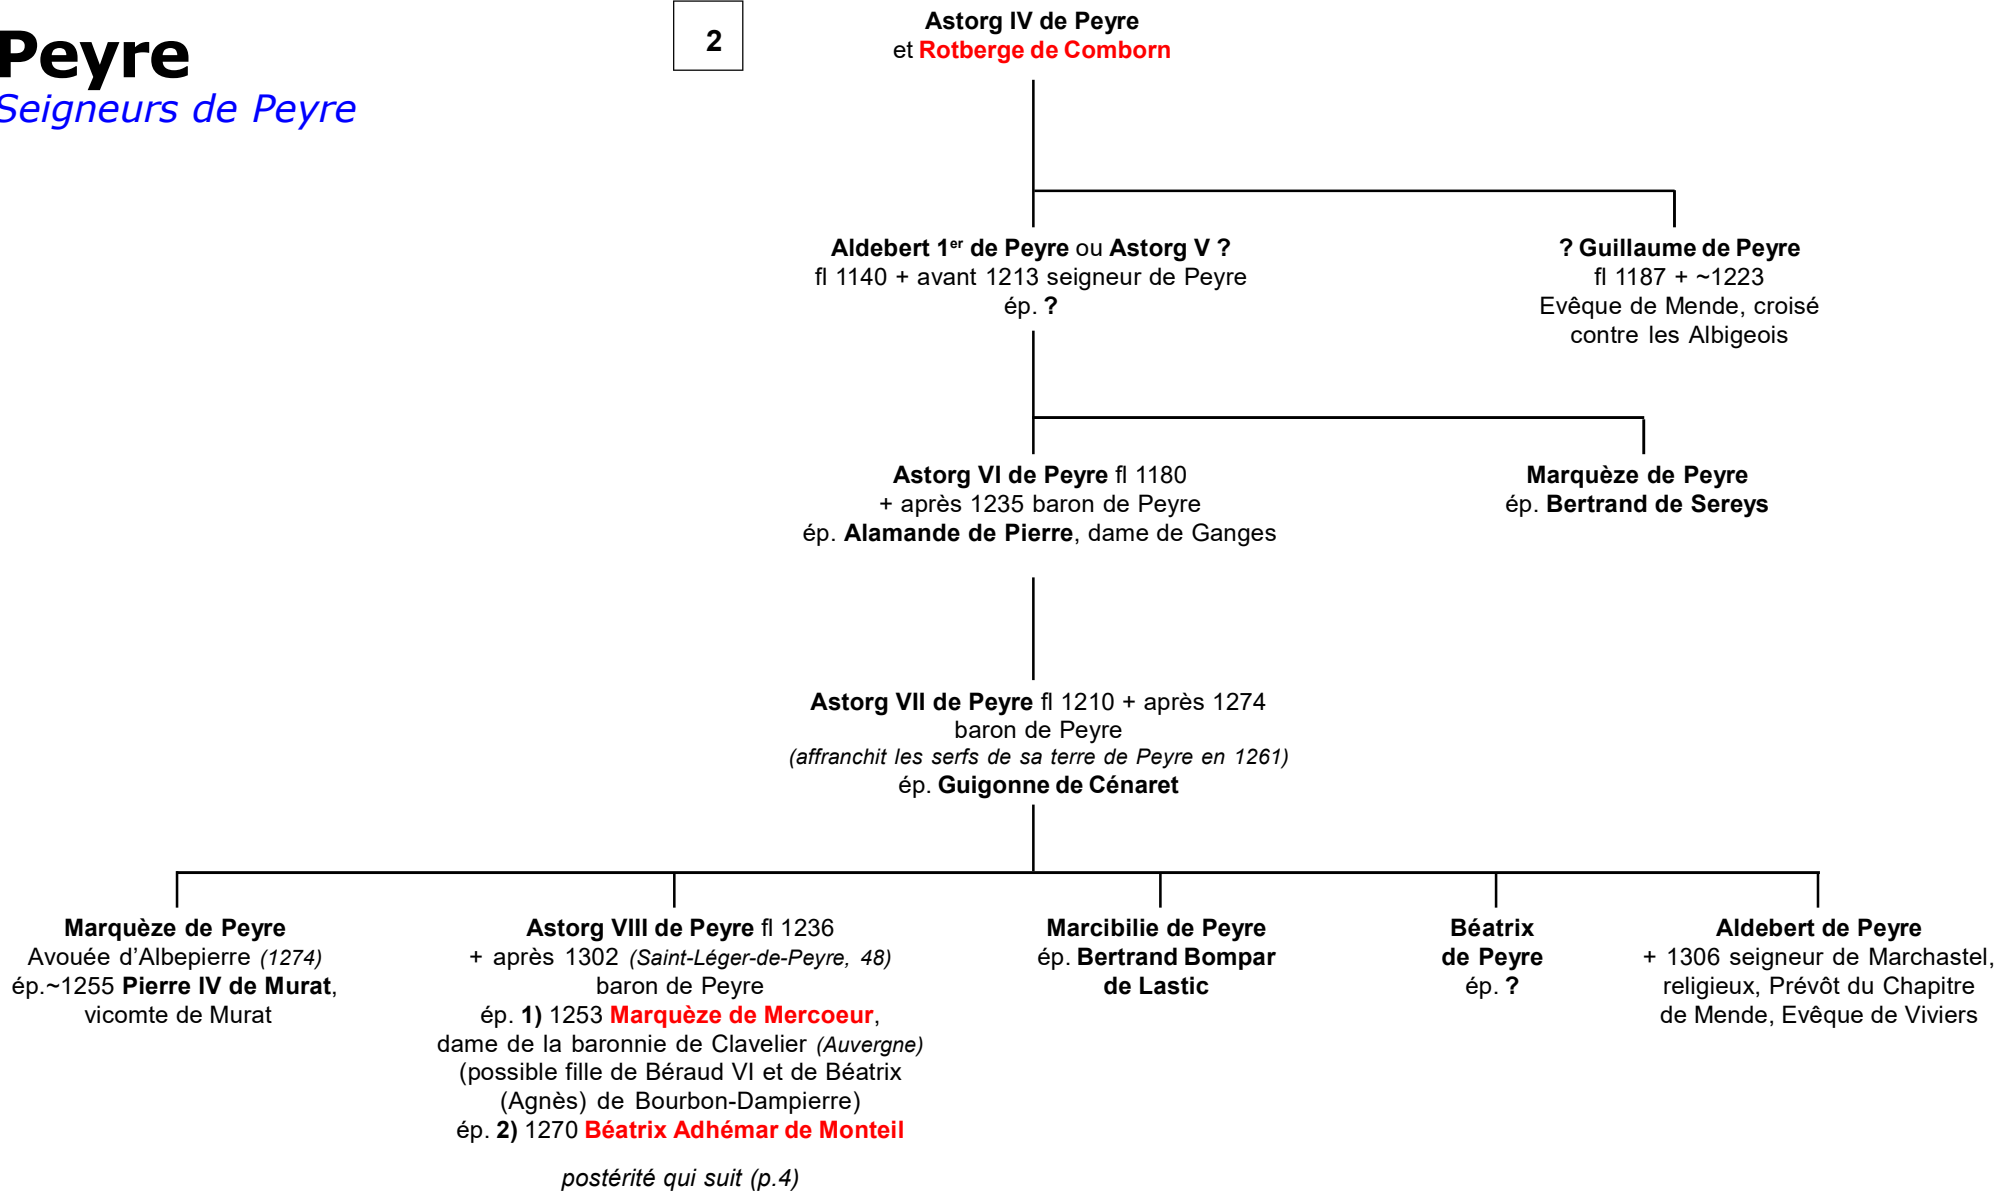 Peyre
Seigneurs de Peyre
2
Astorg IV de Peyre
et Rotberge de Comborn
Aldebert 1er de Peyre ou Astorg V ?
fl 1140 + avant 1213 seigneur de Peyre
ép. ?
? Guillaume de Peyre
fl 1187 + ~1223
Evêque de Mende, croisé
contre les Albigeois
Astorg VI de Peyre fl 1180
+ après 1235 baron de Peyre
ép. Alamande de Pierre, dame de Ganges
Marquèze de Peyre
ép. Bertrand de Sereys
Astorg VII de Peyre fl 1210 + après 1274
baron de Peyre
(affranchit les serfs de sa terre de Peyre en 1261)
ép. Guigonne de Cénaret
Marquèze de Peyre
Avouée d'Albepierre (1274)
ép.~1255 Pierre IV de Murat,
vicomte de Murat
Astorg VIII de Peyre fl 1236
+ après 1302 (Saint-Léger-de-Peyre, 48)
baron de Peyre
ép. 1) 1253 Marquèze de Mercoeur,
dame de la baronnie de Clavelier (Auvergne)
(possible fille de Béraud VI et de Béatrix
(Agnès) de Bourbon-Dampierre)
ép. 2) 1270 Béatrix Adhémar de Monteil
postérité qui suit (p.4)
Marcibilie de Peyre
ép. Bertrand Bompar
de Lastic
Béatrix
de Peyre
ép. ?
Aldebert de Peyre
+ 1306 seigneur de Marchastel,
religieux, Prévôt du Chapitre
de Mende, Evêque de Viviers